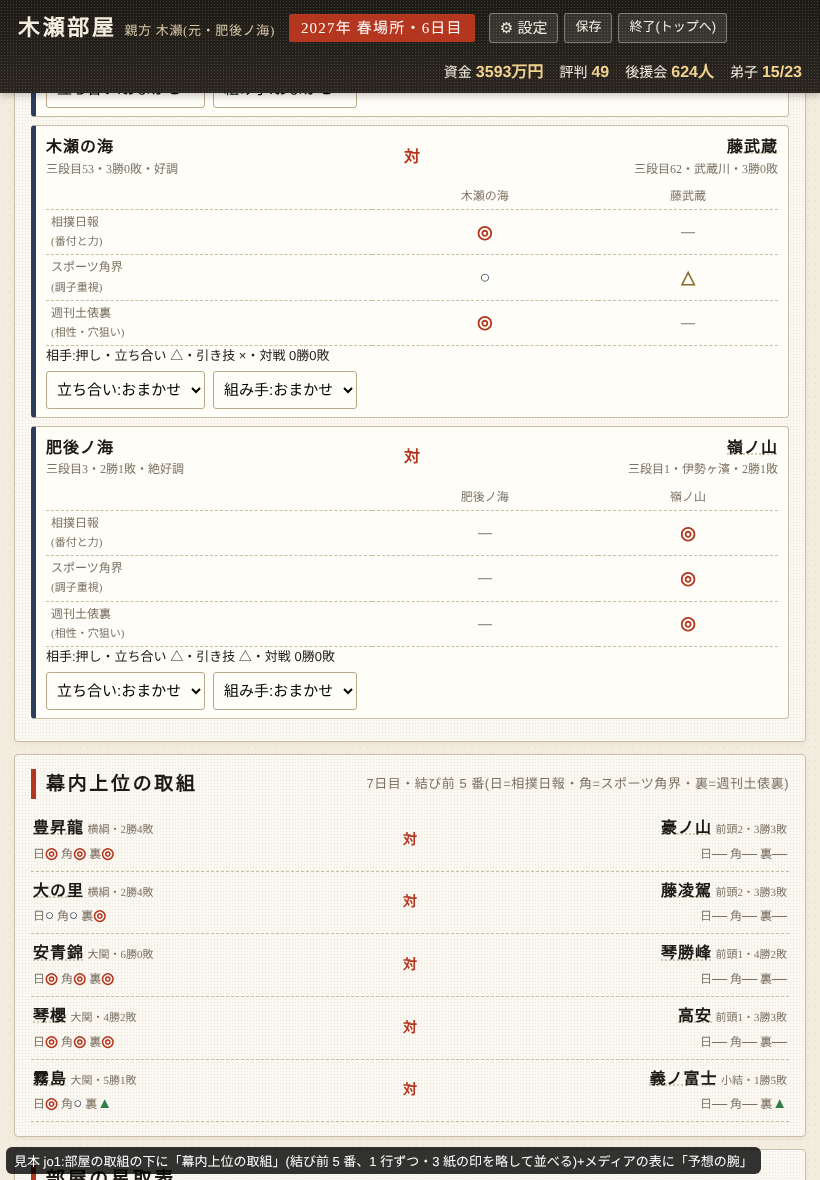 木瀬部屋 親方 木瀬(元・肥後ノ海) 2027年 春場所・6日目 ⚙ 設定 保存 終了(トップへ)
資金 3593万円 評判 49 後援会 624人 弟子 15/23
木瀬の海 対 藤武蔵
三段目53・3勝0敗・好調 三段目62・武蔵川・3勝0敗
木瀬の海 藤武蔵
相撲日報 ◎ —
(番付と力)
スポーツ角界 ○ △
(調子重視)
週刊土俵裏 ◎ —
(相性・穴狙い)
相手:押し・立ち合い △・引き技 ×・対戦 0勝0敗
立ち合い:おまかせ 組み手:おまかせ
肥後ノ海 対 嶺ノ山
三段目3・2勝1敗・絶好調 三段目1・伊勢ヶ濱・2勝1敗
肥後ノ海 嶺ノ山
相撲日報 — ◎
(番付と力)
スポーツ角界 — ◎
(調子重視)
週刊土俵裏 — ◎
(相性・穴狙い)
相手:押し・立ち合い △・引き技 △・対戦 0勝0敗
立ち合い:おまかせ 組み手:おまかせ
幕内上位の取組 7日目・結び前 5 番(日=相撲日報・角=スポーツ角界・裏=週刊土俵裏)
豊昇龍 横綱・2勝4敗 対 豪ノ山 前頭2・3勝3敗
日◎ 角◎ 裏◎ 日— 角— 裏—
大の里 横綱・2勝4敗 対 藤凌駕 前頭2・3勝3敗
日○ 角○ 裏◎ 日— 角— 裏—
安青錦 大関・6勝0敗 対 琴勝峰 前頭1・4勝2敗
日◎ 角◎ 裏◎ 日— 角— 裏—
琴櫻 大関・4勝2敗 対 高安 前頭1・3勝3敗
日◎ 角◎ 裏◎ 日— 角— 裏—
霧島 大関・5勝1敗 対 義ノ富士 小結・1勝5敗
日◎ 角○ 裏▲ 日— 角— 裏▲
見本 jo1:部屋の取組の下に「幕内上位の取組」(結び前 5 番、1 行ずつ・3 紙の印を略して並べる)+メディアの表に「予想の腕」